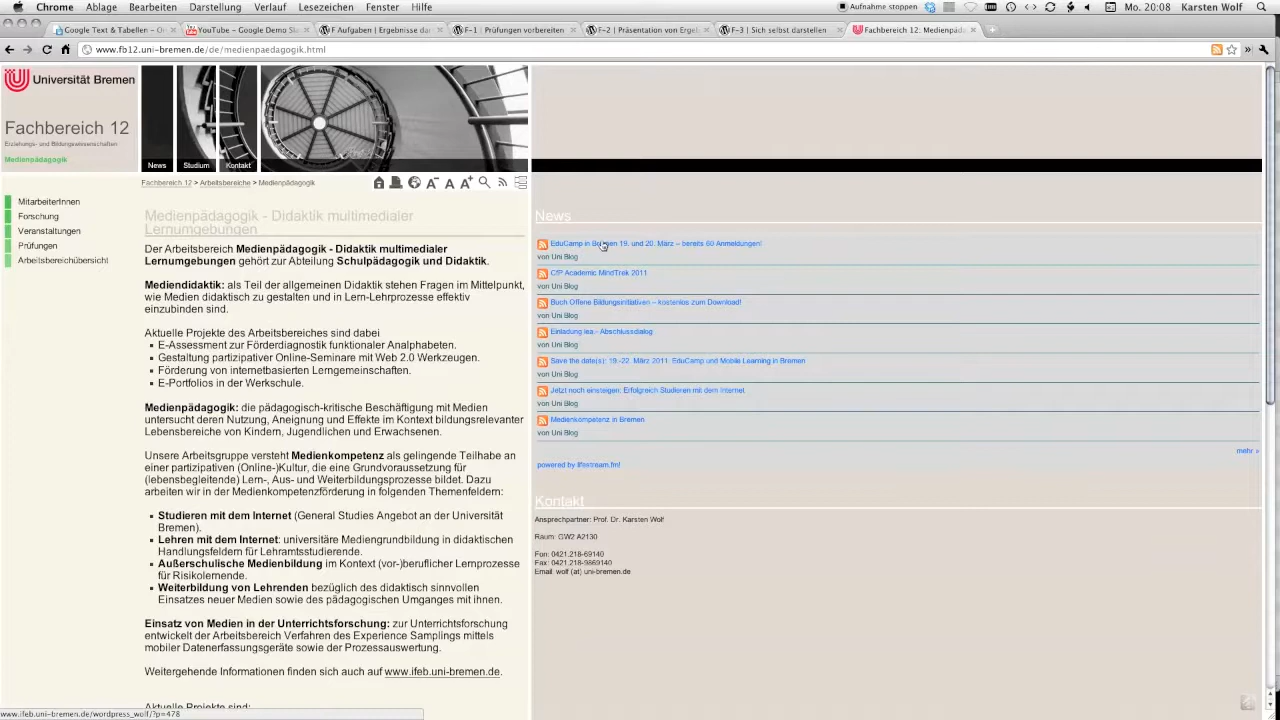 Chrome Ablage Bearbeiten Darstellung Verlauf Lesezeichen Fenster Hilfe
Aufnahme stoppen Mo. 20:08 Karsten Wolf
Google Text & Tabellen - O
YouTube - Google Demo Sla
F Aufgaben | Ergebnisse da
F-1 | Prüfungen vorbereiten
F-2 | Präsentation von Erge
F-3 | Sich selbst darstellen
Fachbereich 12: Medienpäd
www.fb12.uni-bremen.de/de/medienpaedagogik.html
Universität Bremen
Fachbereich 12
Erziehungs- und Bildungswissenschaften
Medienpädagogik
News Studium Kontakt
Fachbereich 12 > Arbeitsbereiche > Medienpädagogik
A- A A+
MitarbeiterInnen
Forschung
Veranstaltungen
Prüfungen
Arbeitsbereichübersicht
Medienpädagogik - Didaktik multimedialer
Lernumgebungen
Der Arbeitsbereich Medienpädagogik - Didaktik multimedialer
Lernumgebungen gehört zur Abteilung Schulpädagogik und Didaktik.
Mediendidaktik: als Teil der allgemeinen Didaktik stehen Fragen im Mittelpunkt,
wie Medien didaktisch zu gestalten und in Lern-Lehrprozesse effektiv
einzubinden sind.
Aktuelle Projekte des Arbeitsbereiches sind dabei
E-Assessment zur Förderdiagnostik funktionaler Analphabeten.
Gestaltung partizipativer Online-Seminare mit Web 2.0 Werkzeugen.
Förderung von internetbasierten Lerngemeinschaften.
E-Portfolios in der Werkschule.
Medienpädagogik: die pädagogisch-kritische Beschäftigung mit Medien
untersucht deren Nutzung, Aneignung und Effekte im Kontext bildungsrelevanter
Lebensbereiche von Kindern, Jugendlichen und Erwachsenen.
Unsere Arbeitsgruppe versteht Medienkompetenz als gelingende Teilhabe an
einer partizipativen (Online-)Kultur, die eine Grundvoraussetzung für
(lebensbegleitende) Lern-, Aus- und Weiterbildungsprozesse bildet. Dazu
arbeiten wir in der Medienkompetenzförderung in folgenden Themenfeldern:
Studieren mit dem Internet (General Studies Angebot an der Universität
Bremen).
Lehren mit dem Internet: universitäre Mediengrundbildung in didaktischen
Handlungsfeldern für Lehramtsstudierende.
Außerschulische Medienbildung im Kontext (vor-)beruflicher Lernprozesse
für Risikolernende.
Weiterbildung von Lehrenden bezüglich des didaktisch sinnvollen
Einsatzes neuer Medien sowie des pädagogischen Umganges mit ihnen.
Einsatz von Medien in der Unterrichtsforschung: zur Unterrichtsforschung
entwickelt der Arbeitsbereich Verfahren des Experience Samplings mittels
mobiler Datenerfassungsgeräte sowie der Prozessauswertung.
Weitergehende Informationen finden sich auch auf www.ifeb.uni-bremen.de.
Aktuelle Projekte sind:
News
EduCamp in Bremen 19. und 20. März – bereits 60 Anmeldungen!
von Uni Blog
CfP Academic MindTrek 2011
von Uni Blog
Buch Offene Bildungsinitiativen – kostenlos zum Download!
von Uni Blog
Einladung lea.- Abschlussdialog
von Uni Blog
Save the date(s): 19.-22. März 2011: EduCamp und Mobile Learning in Bremen
von Uni Blog
Jetzt noch einsteigen: Erfolgreich Studieren mit dem Internet
von Uni Blog
Medienkompetenz in Bremen
von Uni Blog
mehr »
powered by lifestream.fm!
Kontakt
Ansprechpartner: Prof. Dr. Karsten Wolf
Raum: GW2 A2130
Fon: 0421.218-69140
Fax: 0421.218-9869140
Email: wolf (at) uni-bremen.de
www.ifeb.uni-bremen.de/wordpress_wolf/?p=478